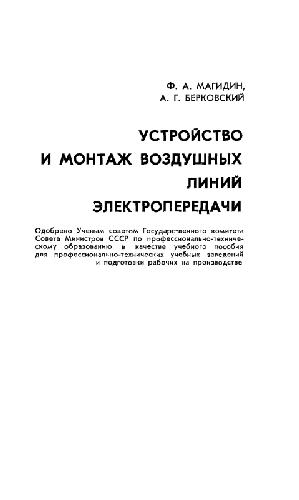 Ф. А. МАГИДИН,
А. Г. БЕРКОВСКИЙ
УСТРОЙСТВО
И МОНТАЖ ВОЗДУШНЫХ
ЛИНИЙ
ЭЛЕКТРОПЕРЕДАЧИ
Одобрено Ученым советом Государственного комитета
Совета Министров СССР по профессионально-техниче-
скому образованию в качестве учебного пособия
для профессионально-технических учебных заведений
и подготовки рабочих на производстве